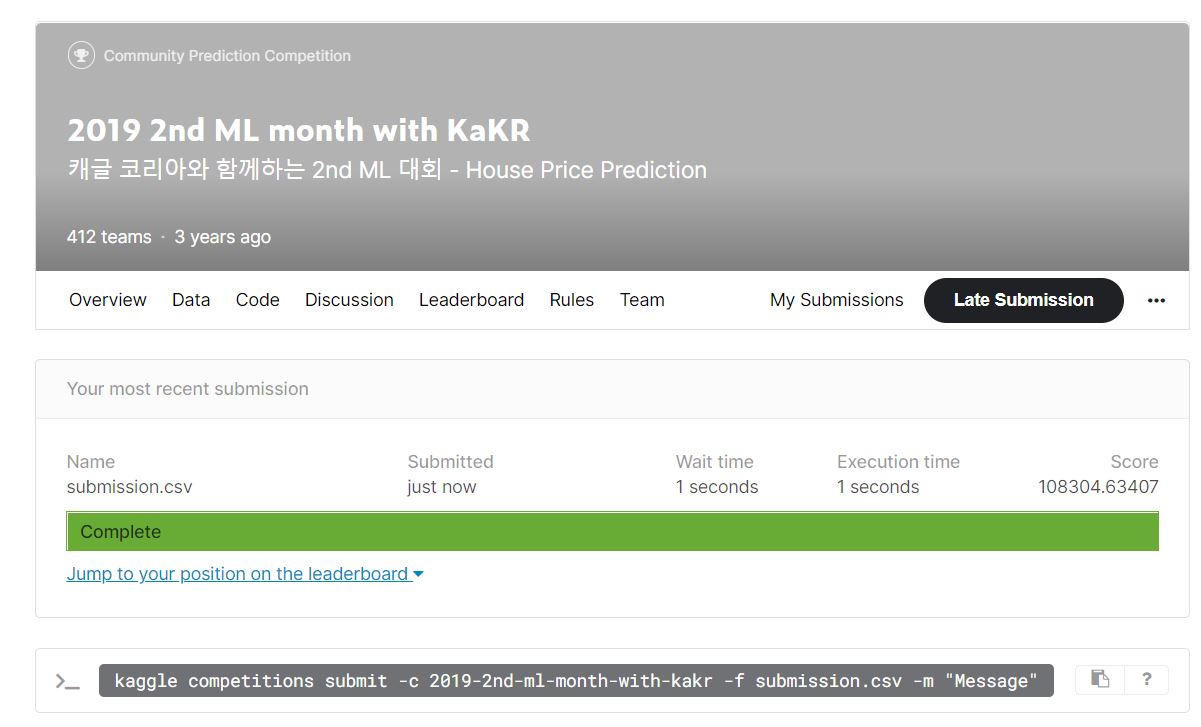 Community Prediction Competition
2019 2nd ML month with KaKR
캐글 코리아와 함께하는 2nd ML 대회 - House Price Prediction
412 teams · 3 years ago
Overview Data Code Discussion Leaderboard Rules Team My Submissions Late Submission ...
Your most recent submission
Name Submitted Wait time Execution time Score
submission.csv just now 1 seconds 1 seconds 108304.63407
Complete
Jump to your position on the leaderboard
>_ kaggle competitions submit -c 2019-2nd-ml-month-with-kakr -f submission.csv -m "Message" ?